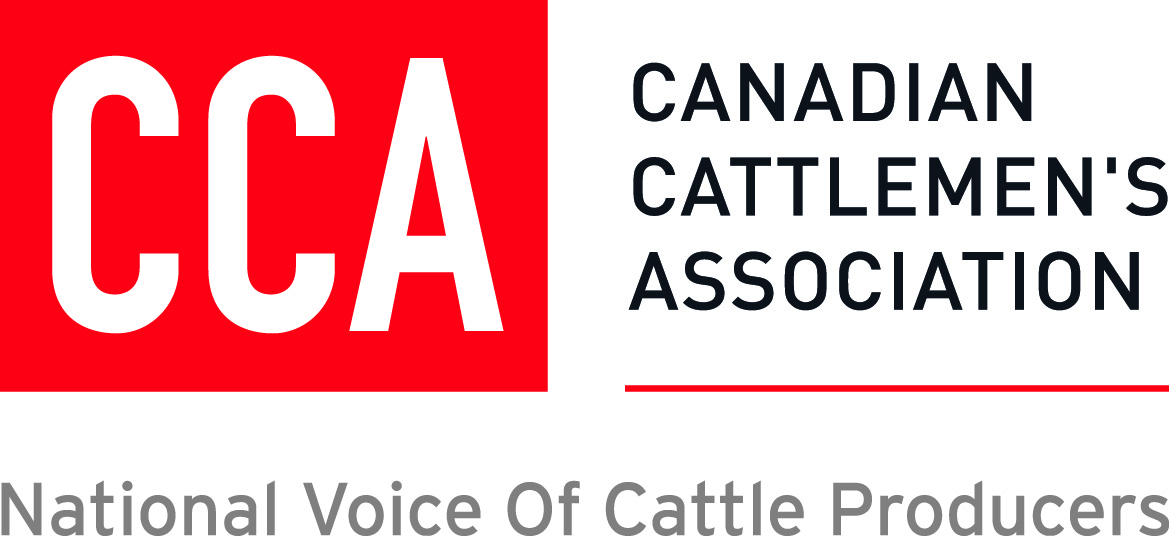 CCA
CANADIAN
CATTLEMEN'S
ASSOCIATION
National Voice Of Cattle Producers